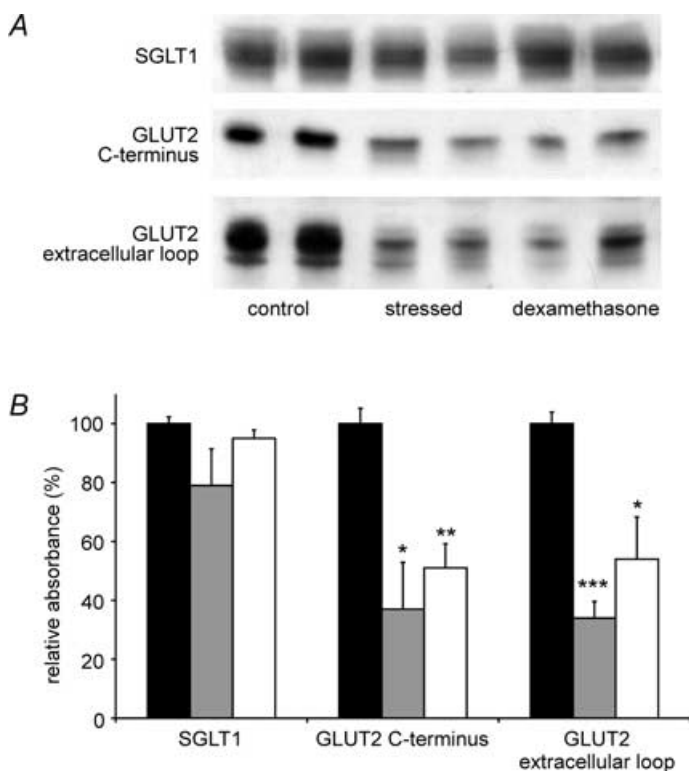 A
SGLT1
GLUT2
C-terminus
GLUT2
extracellular loop
control stressed dexamethasone
B
relative absorbance (%)
100
80
60
40
20
0
* ** *** *
SGLT1 GLUT2 C-terminus GLUT2
extracellular loop